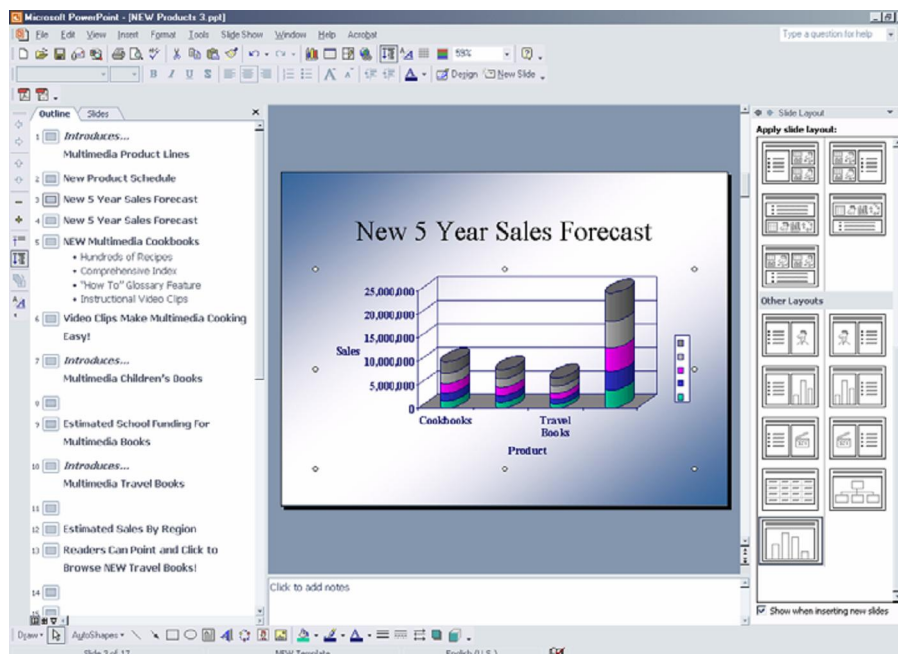 Microsoft PowerPoint - [NEW Products 3.ppt]
File Edit View Insert Format Tools Slide Show Window Help Acrobat
Type a question for help
59%
B I U S
Design New Slide
Outline Slides
1 Introduces...
Multimedia Product Lines
2 New Product Schedule
3 New 5 Year Sales Forecast
4 New 5 Year Sales Forecast
5 NEW Multimedia Cookbooks
• Hundreds of Recipes
• Comprehensive Index
• "How To" Glossary Feature
• Instructional Video Clips
6 Video Clips Make Multimedia Cooking
Easy!
7 Introduces...
Multimedia Children's Books
8
9 Estimated School Funding For
Multimedia Books
10 Introduces...
Multimedia Travel Books
11
12 Estimated Sales By Region
13 Readers Can Point and Click to
Browse NEW Travel Books!
14
15
New 5 Year Sales Forecast
25,000,000
20,000,000
15,000,000
Sales
10,000,000
5,000,000
0
Cookbooks
Travel
Books
Product
Click to add notes
Slide Layout
Apply slide layout:
Other Layouts
Show when inserting new slides
Draw AutoShapes
Slide 3 of 17
NEW Template
English (U.S.)